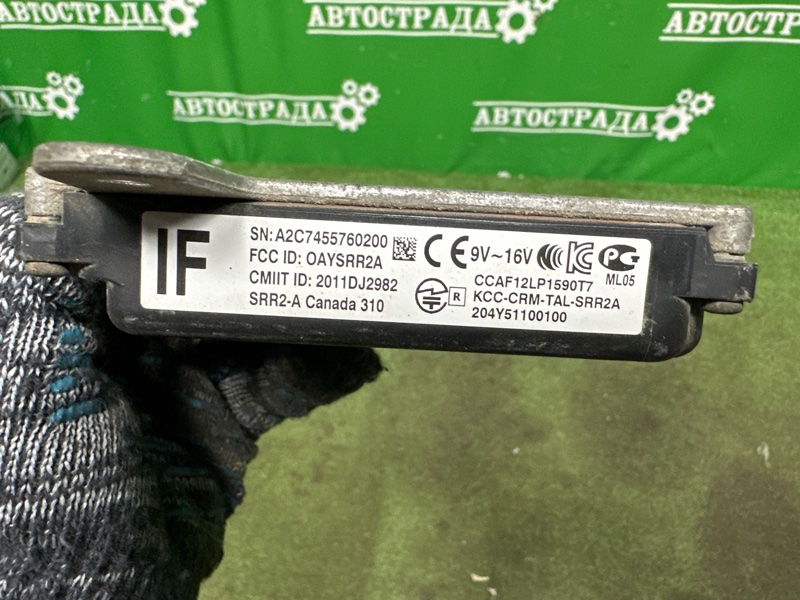 АВТОСТРАДА
АВТОСТРАДА
АВТОСТРАДА
АВТОСТРАДА
АВТОСТРАДА
IF
SN: A2C7455760200
FCC ID: OAYSRR2A
CMIIT ID: 2011DJ2982
SRR2-A Canada 310
CE 9V~16V
ML05
R
CCAF12LP1590T7
KCC-CRM-TAL-SRR2A
204Y51100100